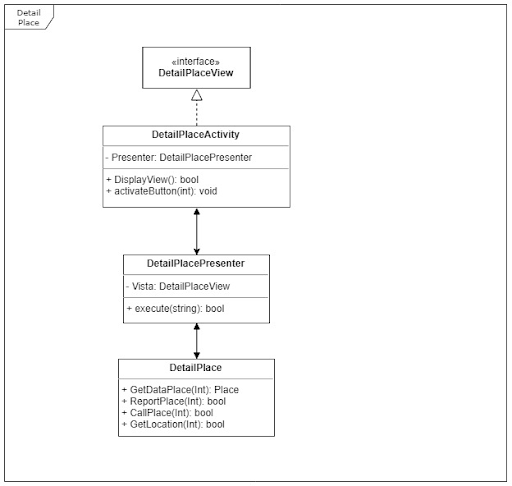 Detail
Place
«interface»
DetailPlaceView
DetailPlaceActivity
- Presenter: DetailPlacePresenter
+ DisplayView(): bool
+ activateButton(int): void
DetailPlacePresenter
- Vista: DetailPlaceView
+ execute(string): bool
DetailPlace
+ GetDataPlace(Int): Place
+ ReportPlace(Int): bool
+ CallPlace(Int): bool
+ GetLocation(Int): bool